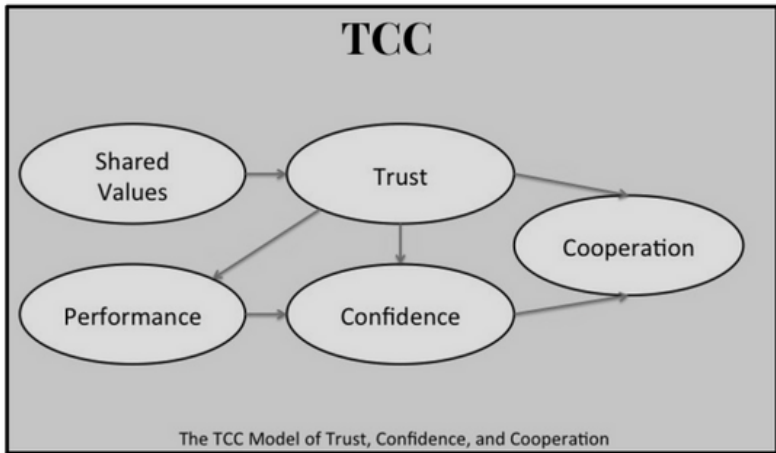 TCC
Shared
Values
Trust
Cooperation
Performance
Confidence
The TCC Model of Trust, Confidence, and Cooperation